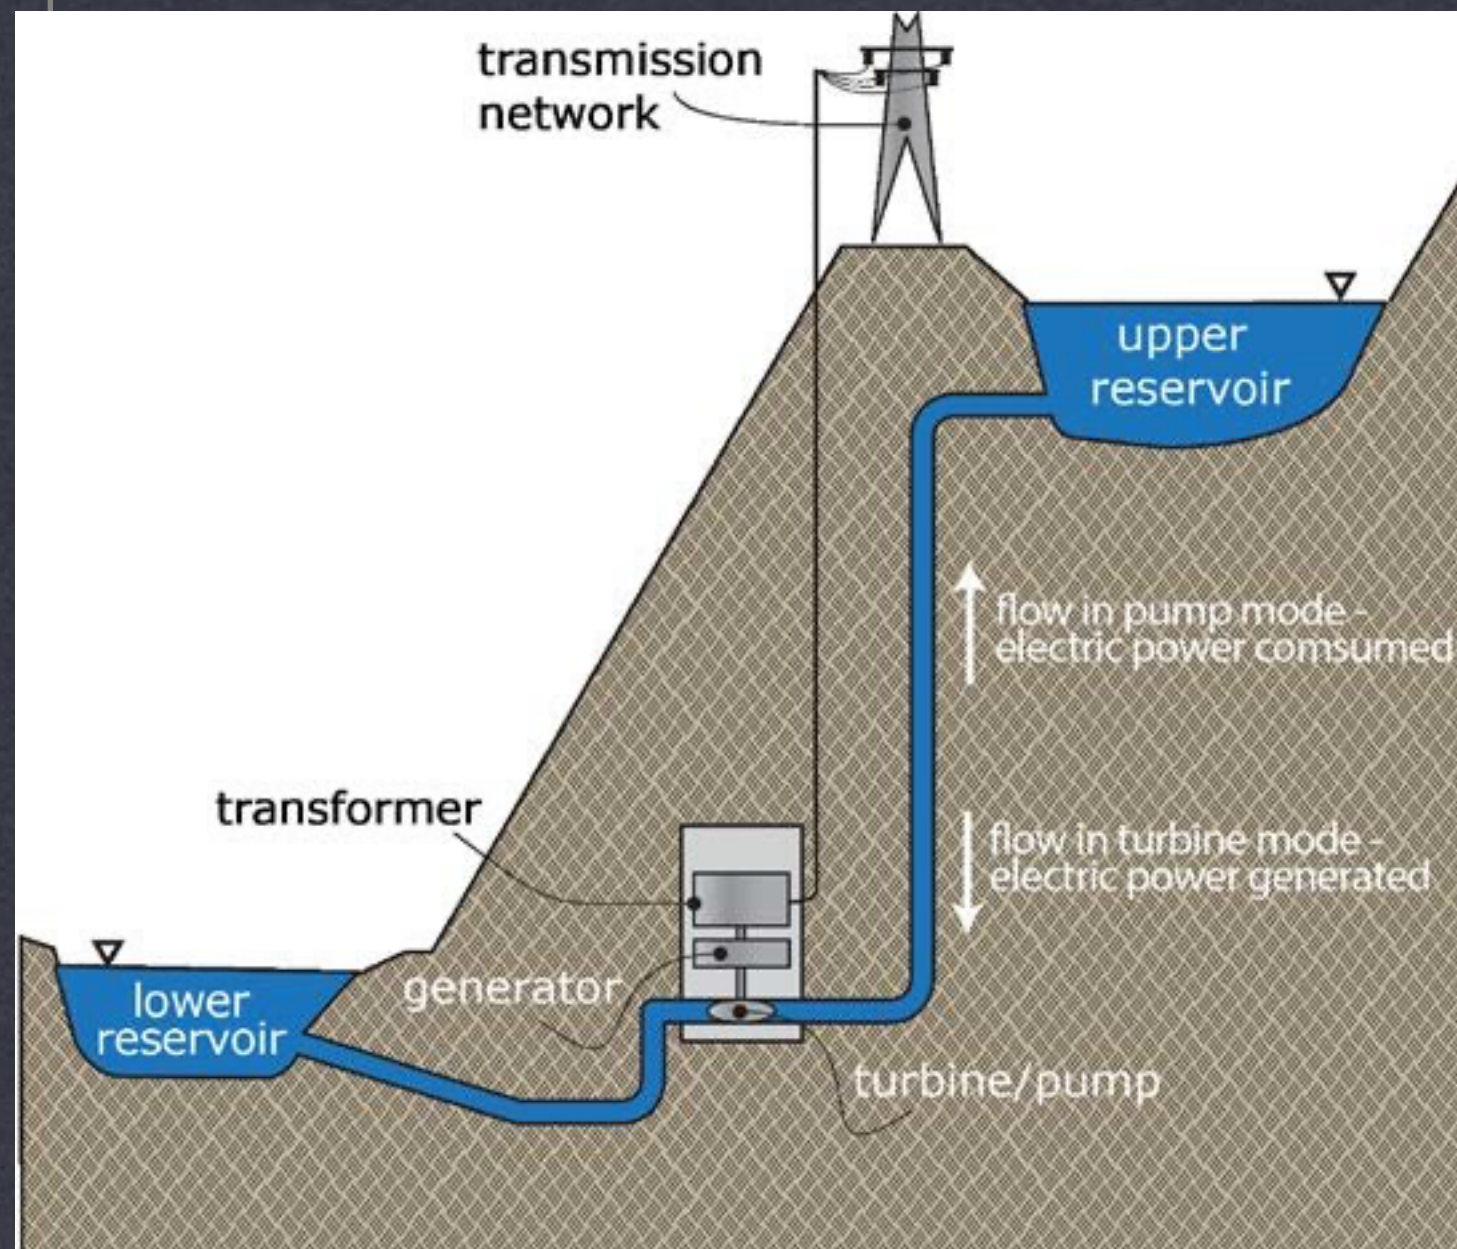 transmission
network
upper
reservoir
flow in pump mode -
electric power comsumed
transformer
flow in turbine mode -
electric power generated
generator
lower
reservoir
turbine/pump